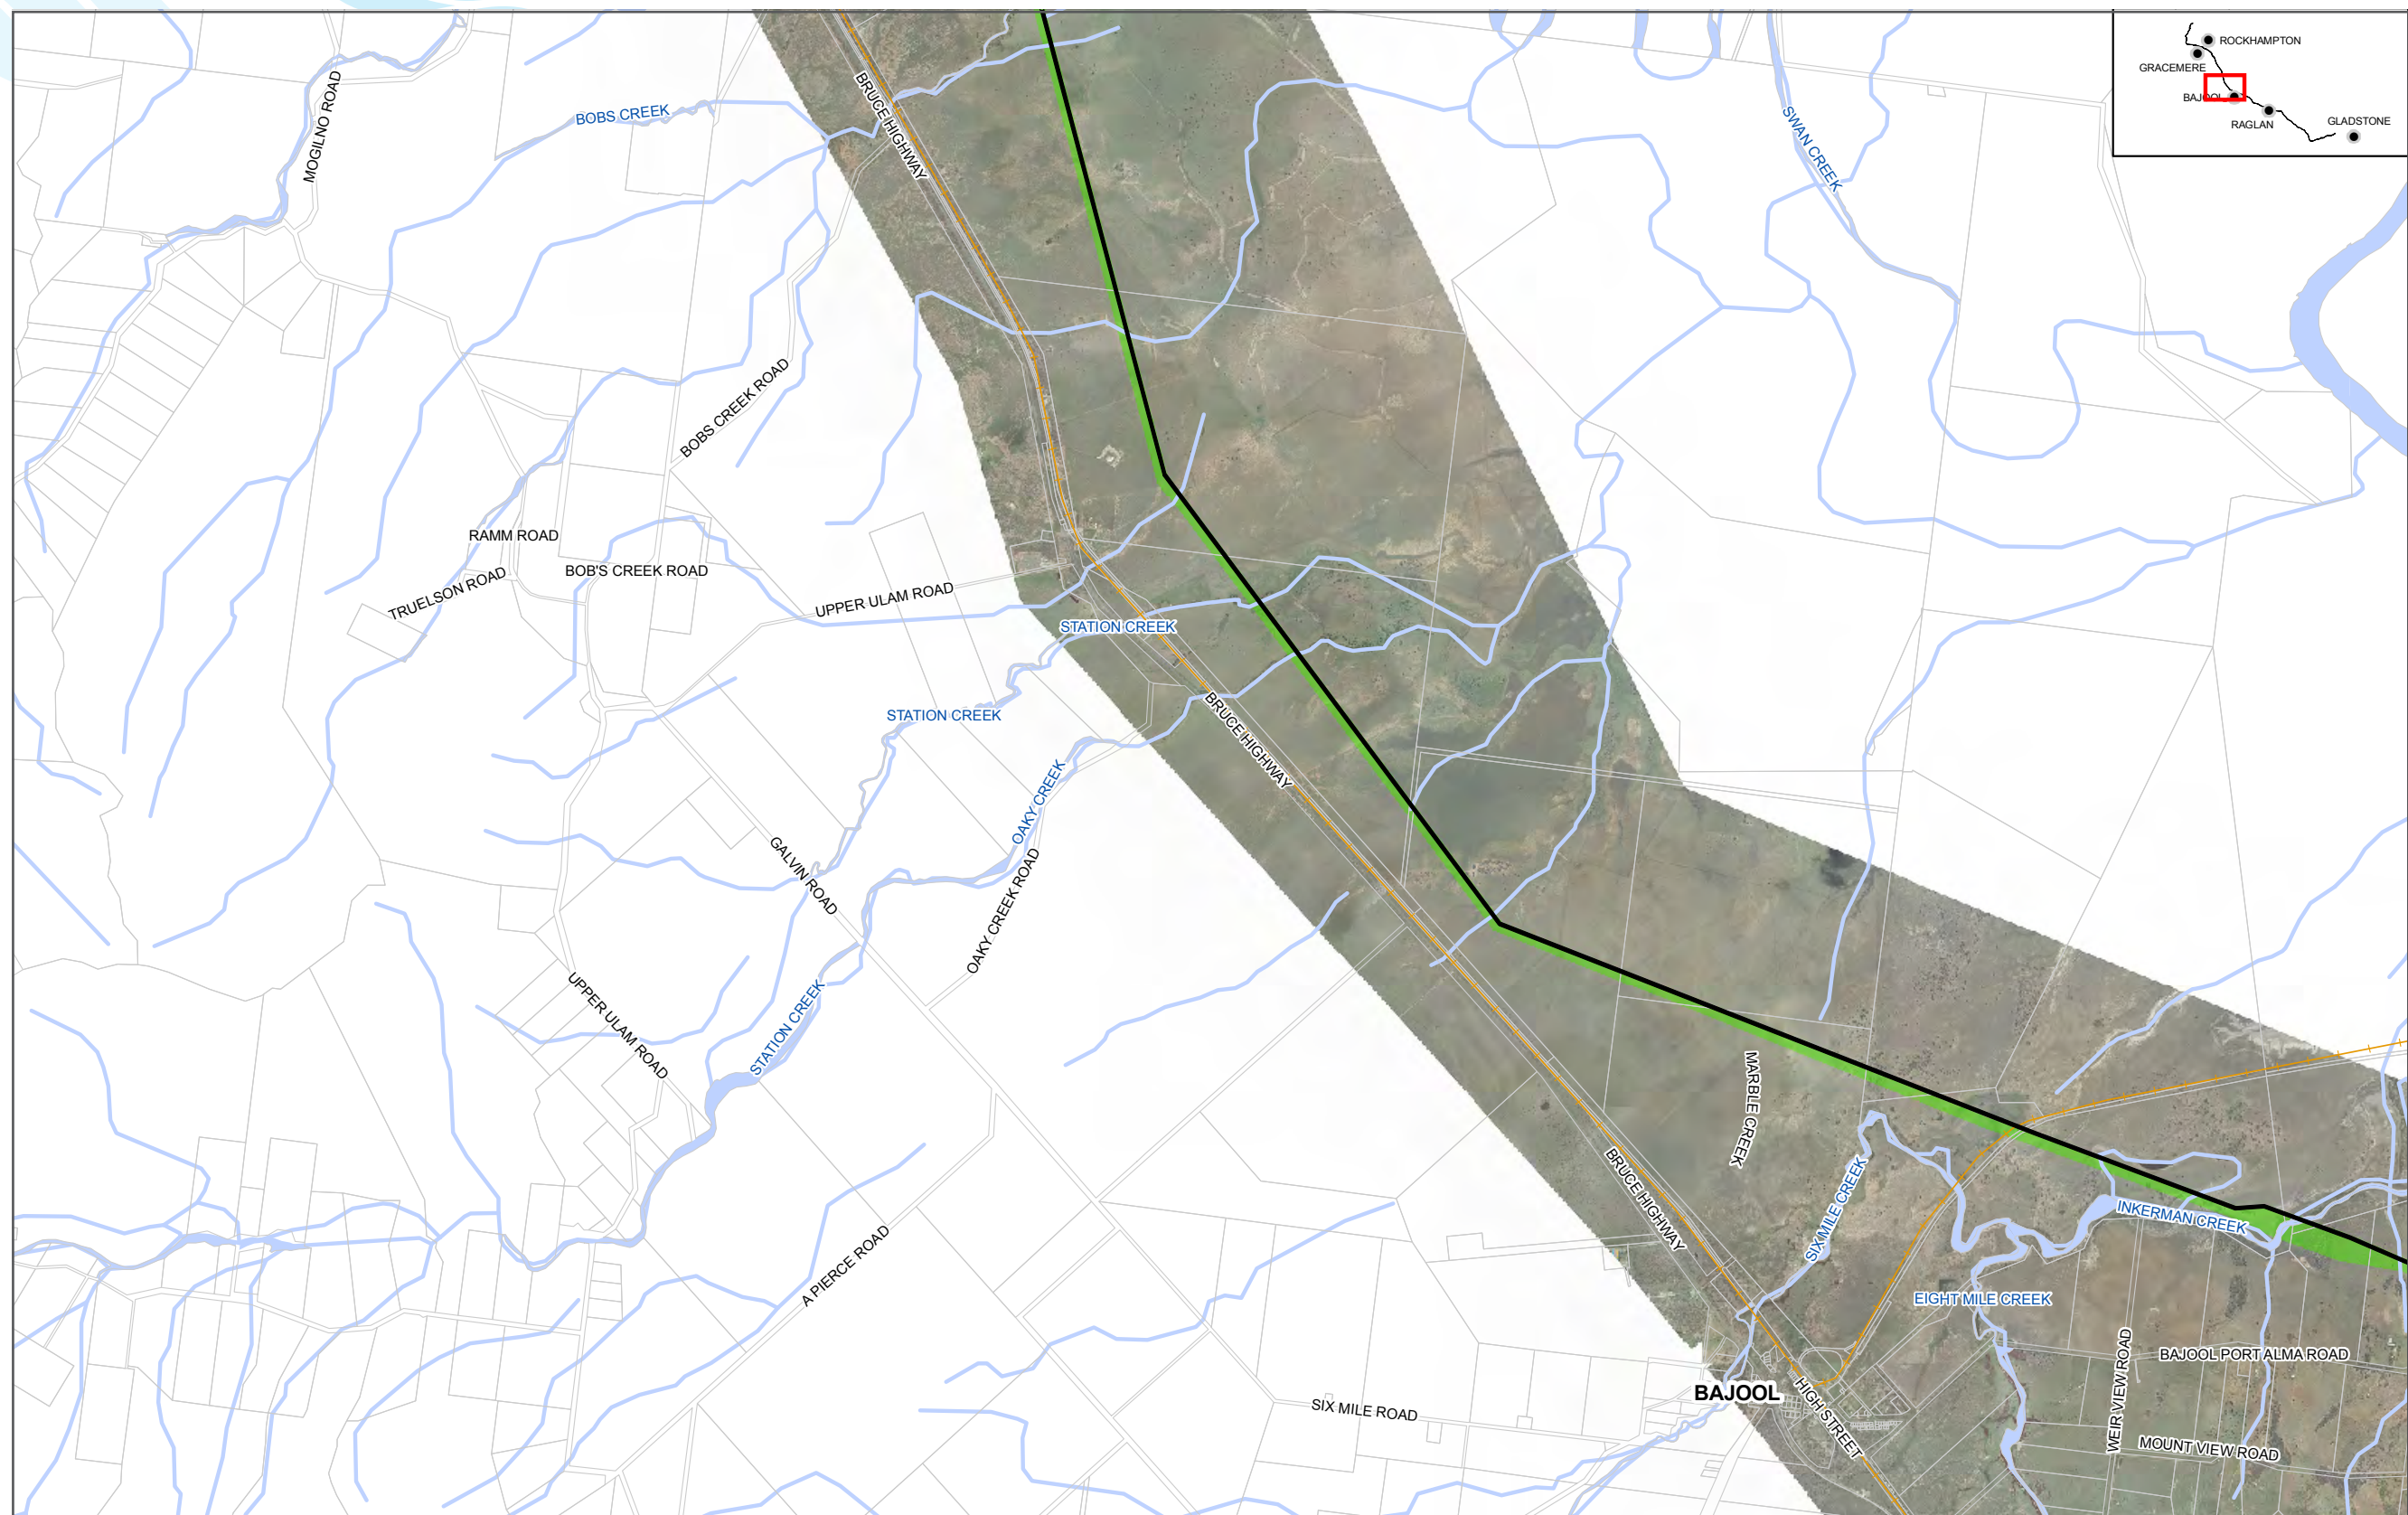 ROCKHAMPTON
GRACEMERE
BAJOOL
RAGLAN
GLADSTONE
MOGILNO ROAD
BOBS CREEK
BRUCE HIGHWAY
SWAN CREEK
BOBS CREEK ROAD
RAMM ROAD
TRUELSON ROAD
BOB'S CREEK ROAD
UPPER ULAM ROAD
STATION CREEK
STATION CREEK
BRUCE HIGHWAY
OAKY CREEK
GALVIN ROAD
OAKY CREEK ROAD
UPPER ULAM ROAD
STATION CREEK
MARBLE CREEK
BRUCE HIGHWAY
SIX MILE CREEK
INKERMAN CREEK
A PIERCE ROAD
EIGHT MILE CREEK
BAJOOL PORT ALMA ROAD
WEIR VIEW ROAD
BAJOOL
HIGH STREET
SIX MILE ROAD
MOUNT VIEW ROAD